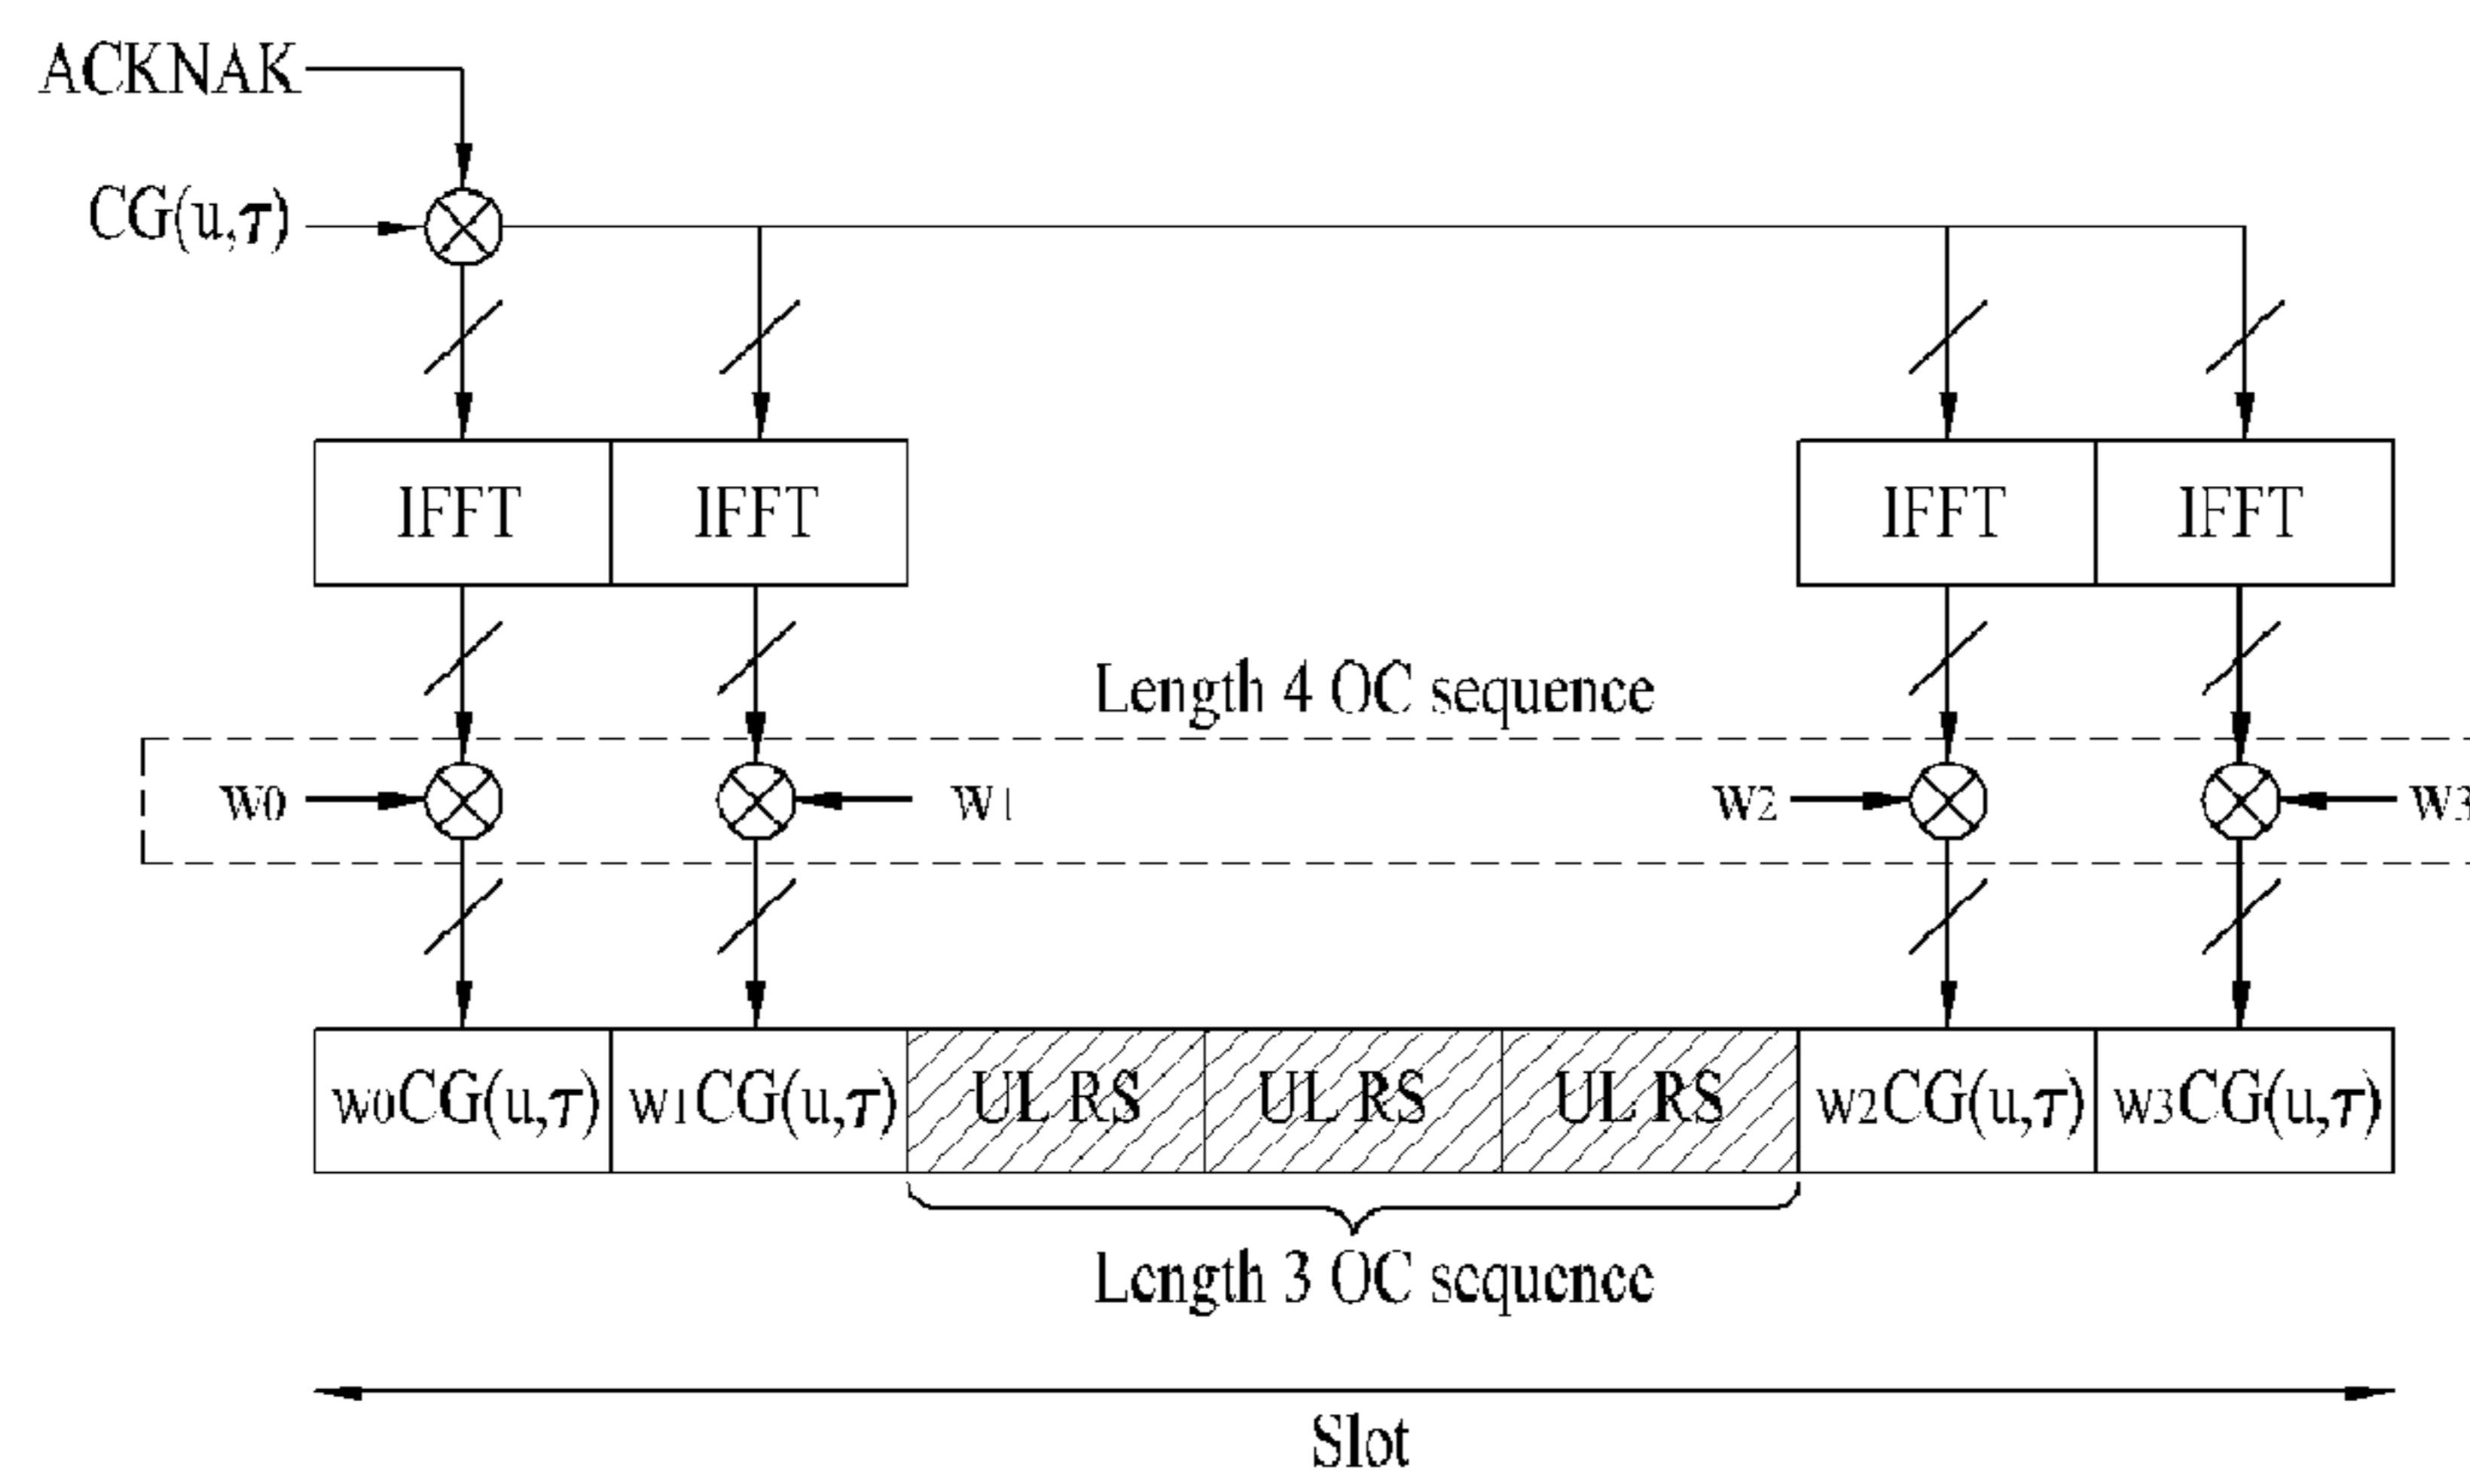 ACKNAK
CG(u,τ)
IFFT IFFT IFFT IFFT
Length 4 OC sequence
w0 w1 w2 w3
w0CG(u,τ) w1CG(u,τ) UL RS UL RS UL RS w2CG(u,τ) w3CG(u,τ)
Length 3 OC sequence
Slot